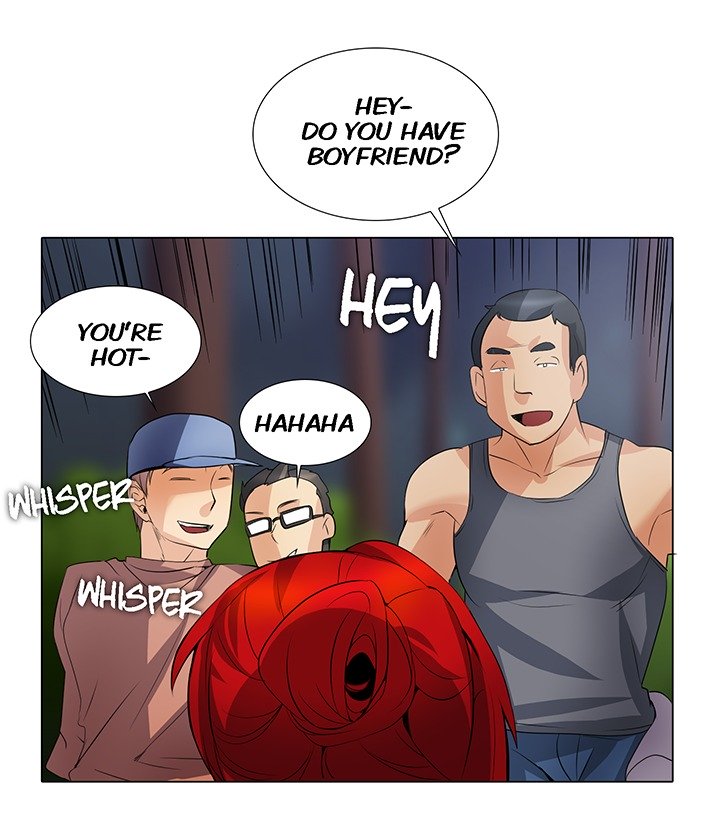 HEY-
DO YOU HAVE
BOYFRIEND?
HEY
YOU'RE
HOT-
HAHAHA
WHISPER
WHISPER